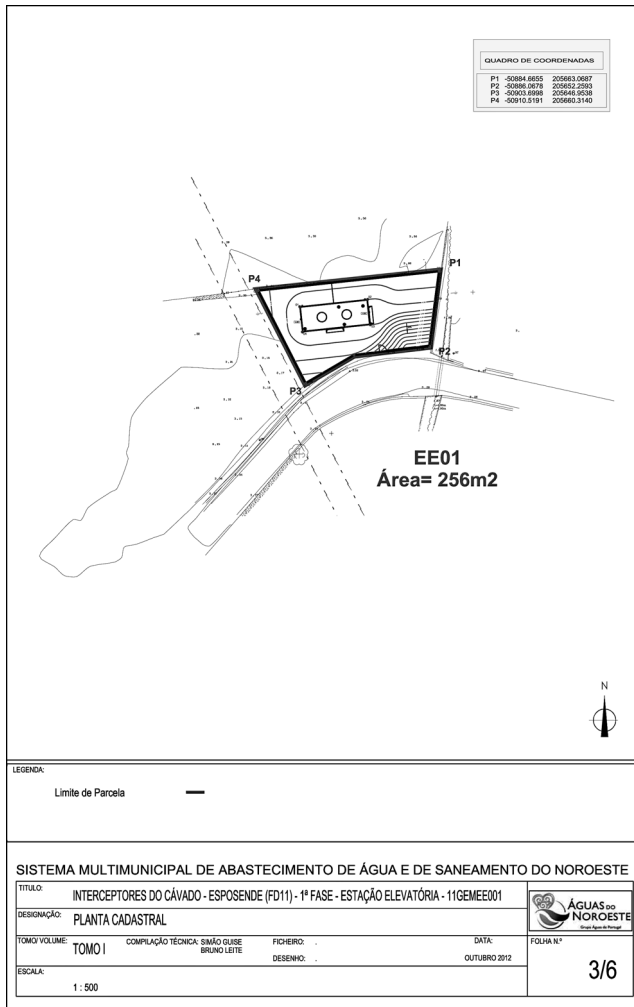 QUADRO DE COORDENADAS
P1 -50884.6655 205663.0687
P2 -50886.0678 205652.2593
P3 -50903.6998 205646.9538
P4 -50910.5191 205660.3140
P1
P4
P2
P3
EE01
Área= 256m2
N
LEGENDA:
Limite de Parcela
SISTEMA MULTIMUNICIPAL DE ABASTECIMENTO DE ÁGUA E DE SANEAMENTO DO NOROESTE
TITULO: INTERCEPTORES DO CÁVADO - ESPOSENDE (FD11) - 1ª FASE - ESTAÇÃO ELEVATÓRIA - 11GEMEE001
DESIGNAÇÃO: PLANTA CADASTRAL
ÁGUAS DO
NOROESTE
Grupo Águas de Portugal
TOMO/ VOLUME: TOMO I COMPILAÇÃO TÉCNICA: SIMÃO GUISE FICHEIRO: . DATA: FOLHA N.º
BRUNO LEITE DESENHO: . OUTUBRO 2012
ESCALA:
1 : 500
3/6